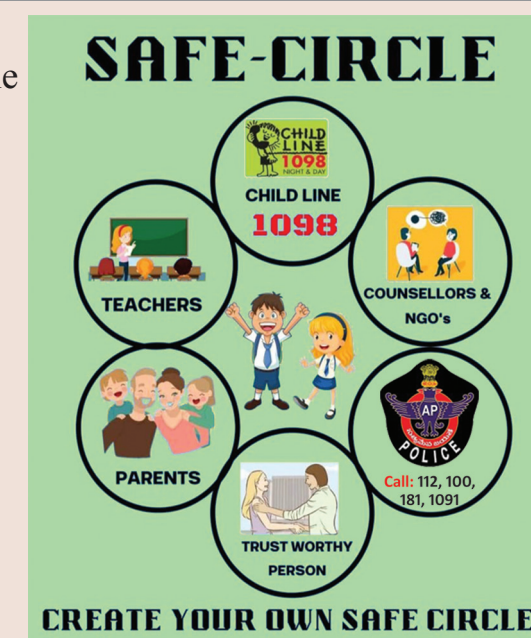 SAFE-CIRCLE
CHILD
LINE
1098
NIGHT & DAY
CHILD LINE
1098
TEACHERS
COUNSELLORS &
NGO's
PARENTS
AP
POLICE
Call: 112, 100,
181, 1091
TRUST WORTHY
PERSON
CREATE YOUR OWN SAFE CIRCLE